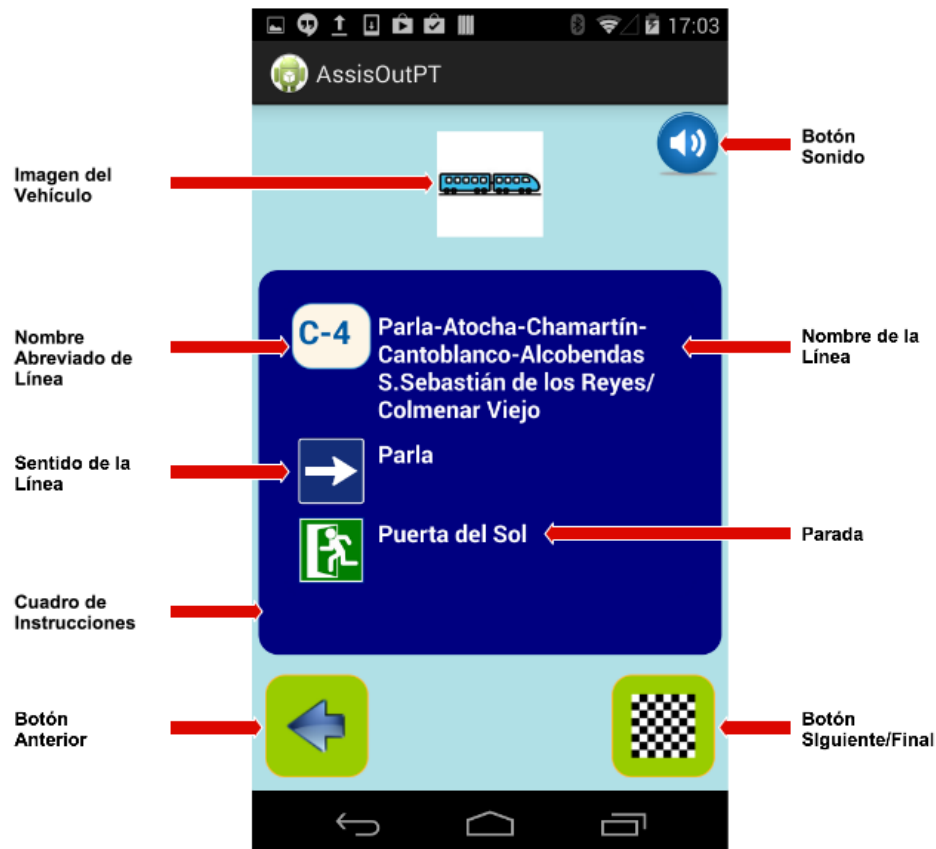 17:03
AssisOutPT
Botón
Sonido
Imagen del
Vehículo
Nombre
Abreviado de
Línea
C-4
Parla-Atocha-Chamartín-
Cantoblanco-Alcobendas
S.Sebastián de los Reyes/
Colmenar Viejo
Nombre de la
Línea
Sentido de la
Línea
Parla
Puerta del Sol
Parada
Cuadro de
Instrucciones
Botón
Anterior
Botón
SIguiente/Final